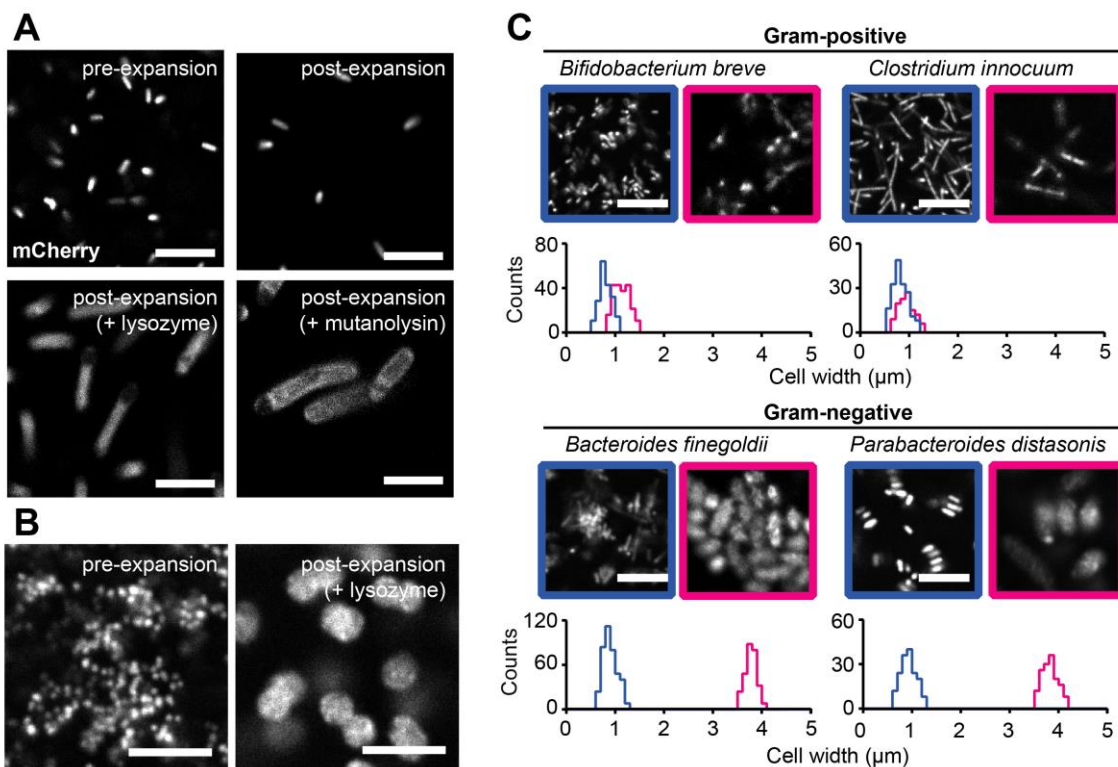 A
pre-expansion
mCherry
post-expansion
post-expansion
(+ lysozyme)
post-expansion
(+ mutanolysin)
B
pre-expansion
post-expansion
(+ lysozyme)
C
Gram-positive
Bifidobacterium breve
Clostridium innocuum
80
40
0
Counts
0 1 2 3 4 5
60
30
0
0 1 2 3 4 5
Cell width (µm)
Gram-negative
Bacteroides finegoldii
Parabacteroides distasonis
120
60
0
Counts
0 1 2 3 4 5
60
30
0
0 1 2 3 4 5
Cell width (µm)